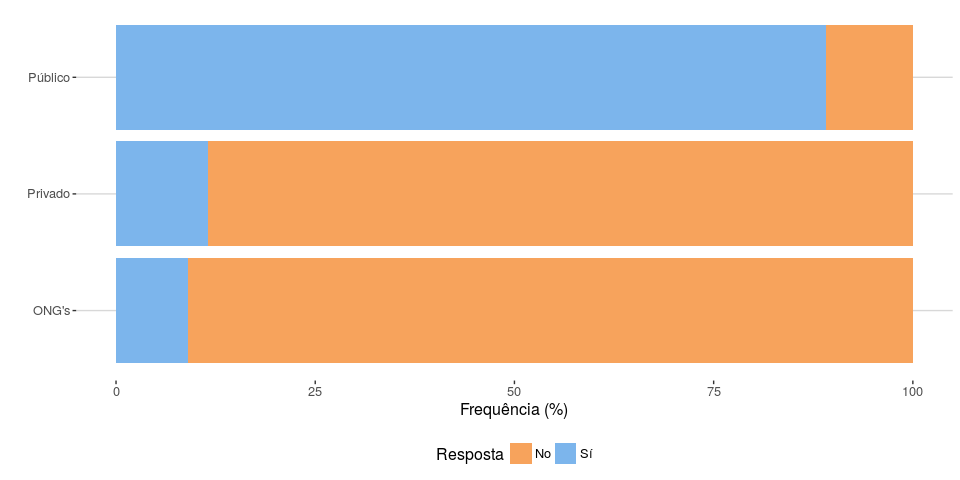 Público
Privado
ONG's
0 25 50 75 100
Frequência (%)
Resposta No Sí